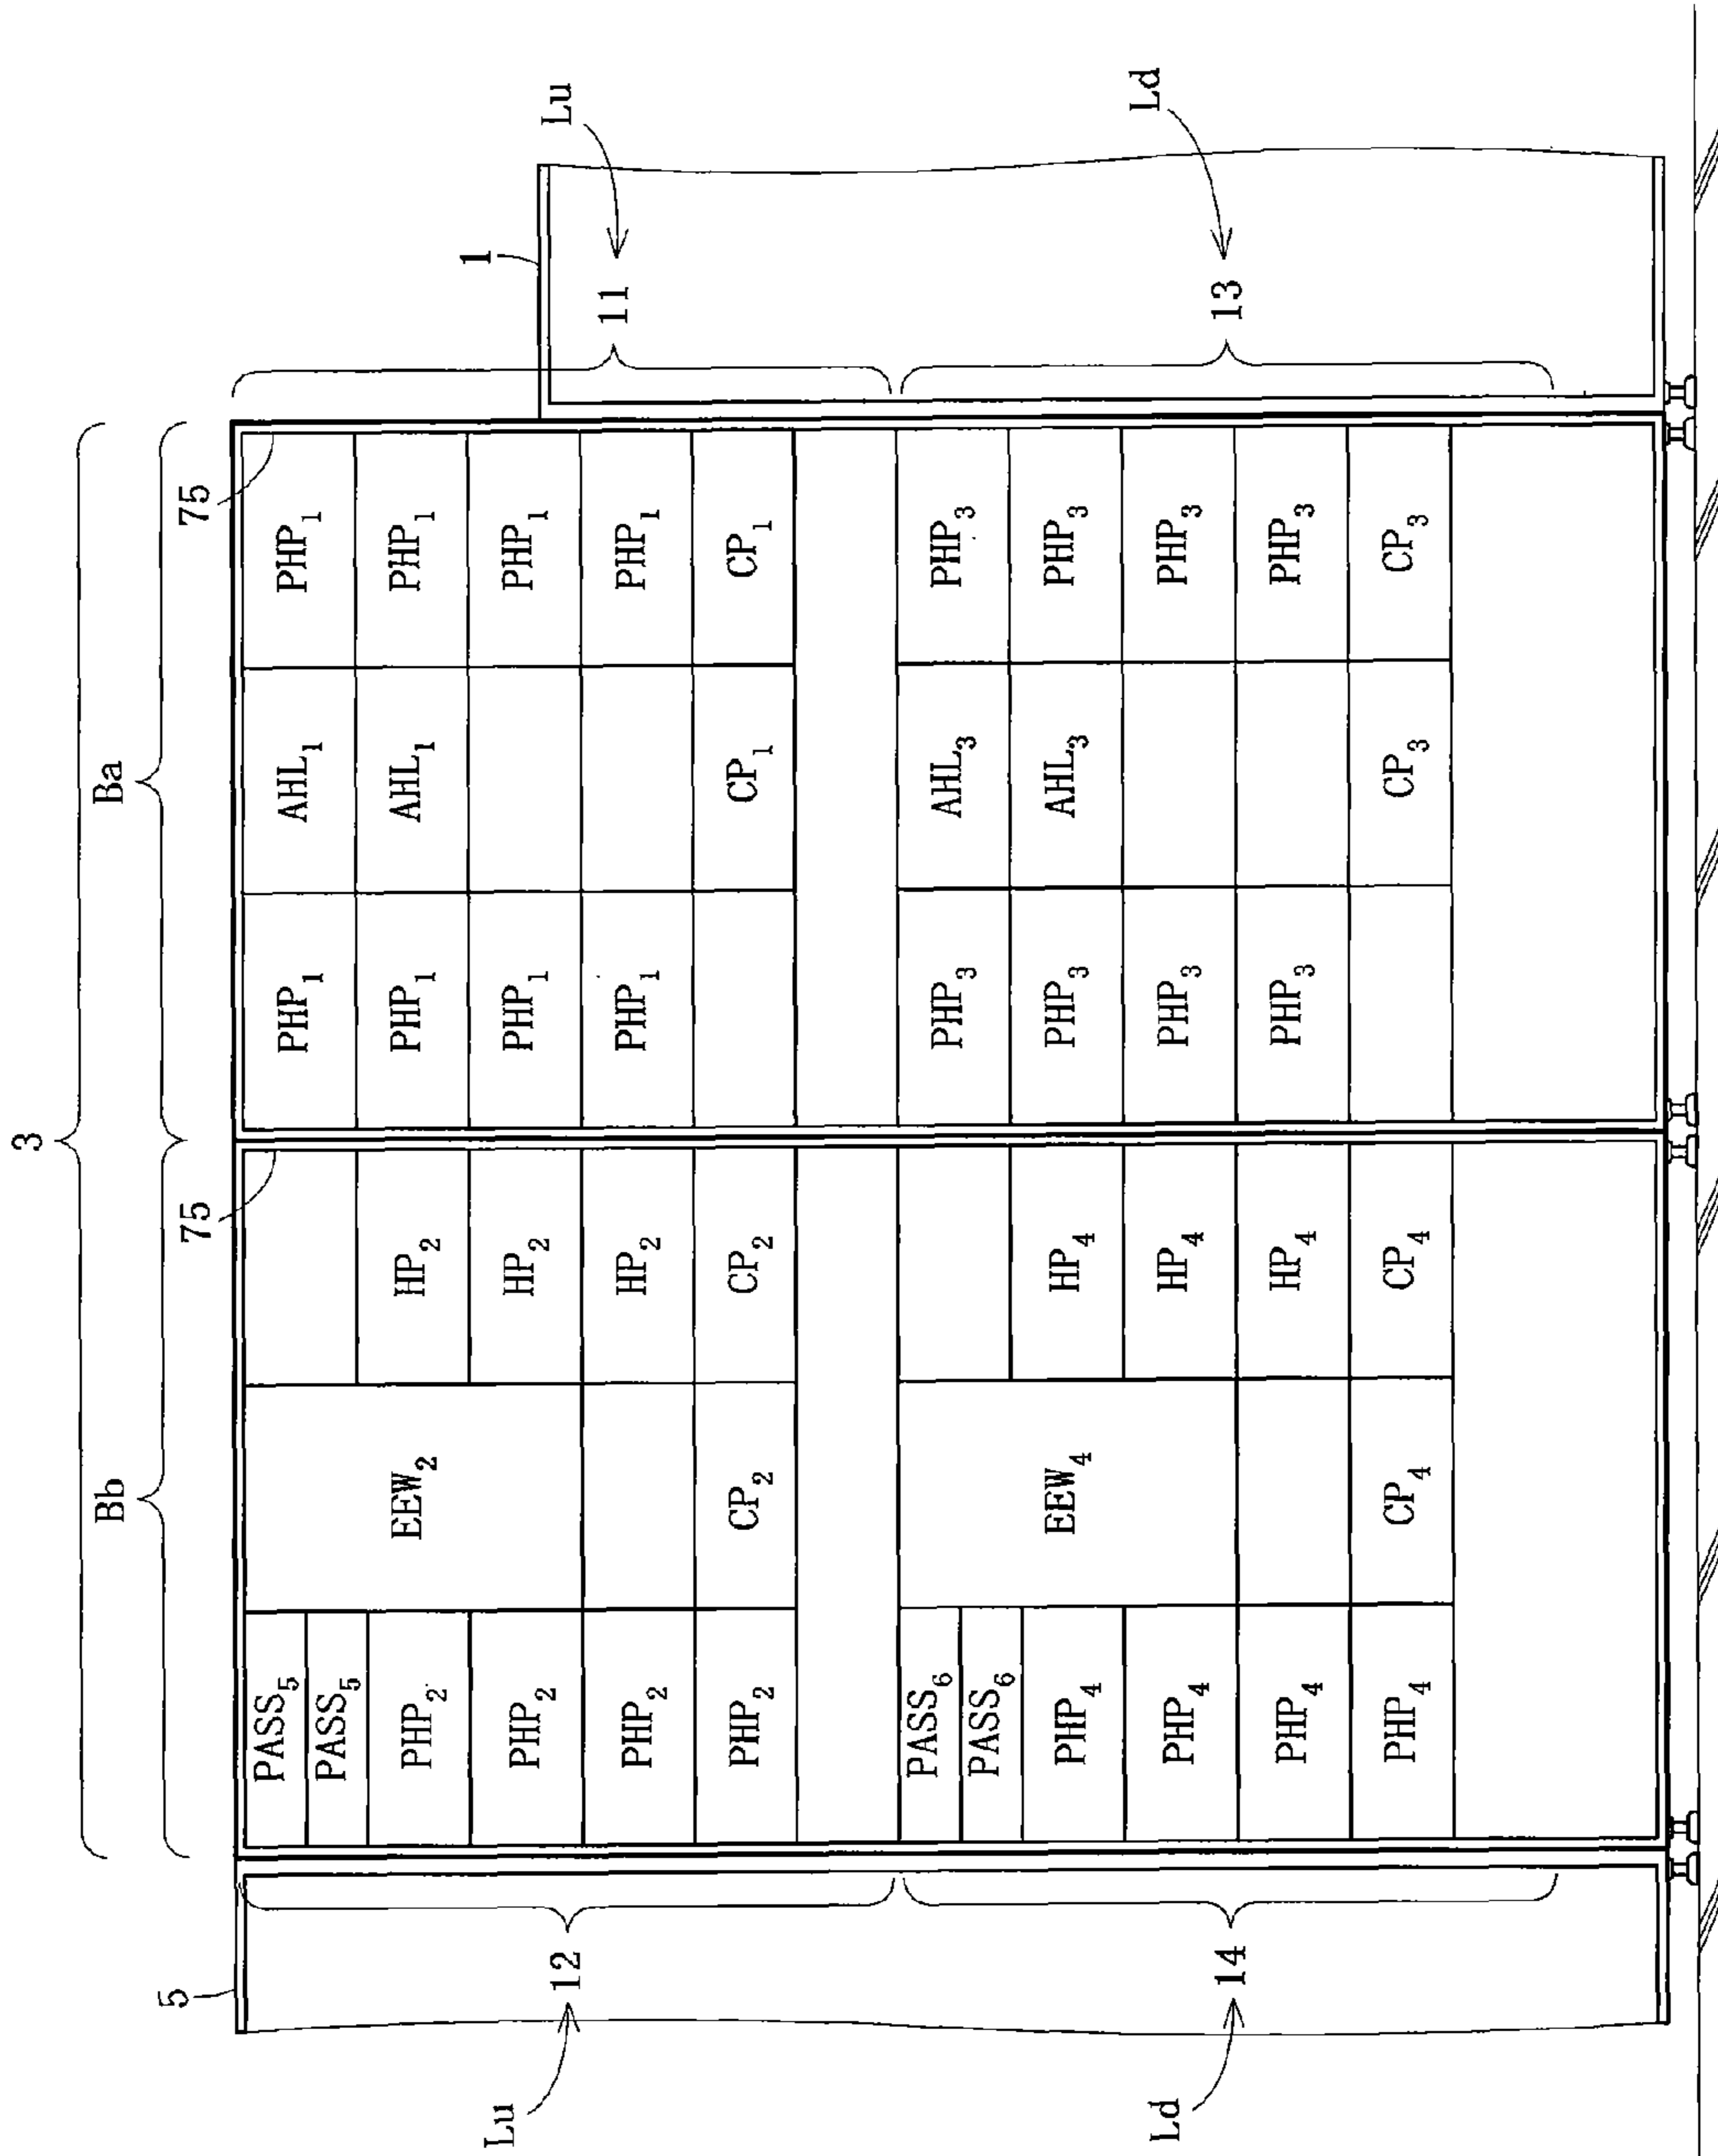 3
Bb Ba
5 75 75
1
PASS₅ PHP₁ AHL₁ PHP₁
PASS₅
PHP₂ EEW₂ HP₂ PHP₁ AHL₁ PHP₁
PHP₂ HP₂ PHP₁ PHP₁
Lu 12 11 Lu
PHP₂ HP₂ PHP₁ PHP₁
PHP₂ CP₂ CP₂ CP₁ CP₁
PASS₆ PHP₃ AHL₃ PHP₃
PASS₆
PHP₄ EEW₄ HP₄ PHP₃ AHL₃ PHP₃
PHP₄ HP₄ PHP₃ PHP₃
Ld 14 13 Ld
PHP₄ HP₄ PHP₃ PHP₃
PHP₄ CP₄ CP₄ CP₃ CP₃